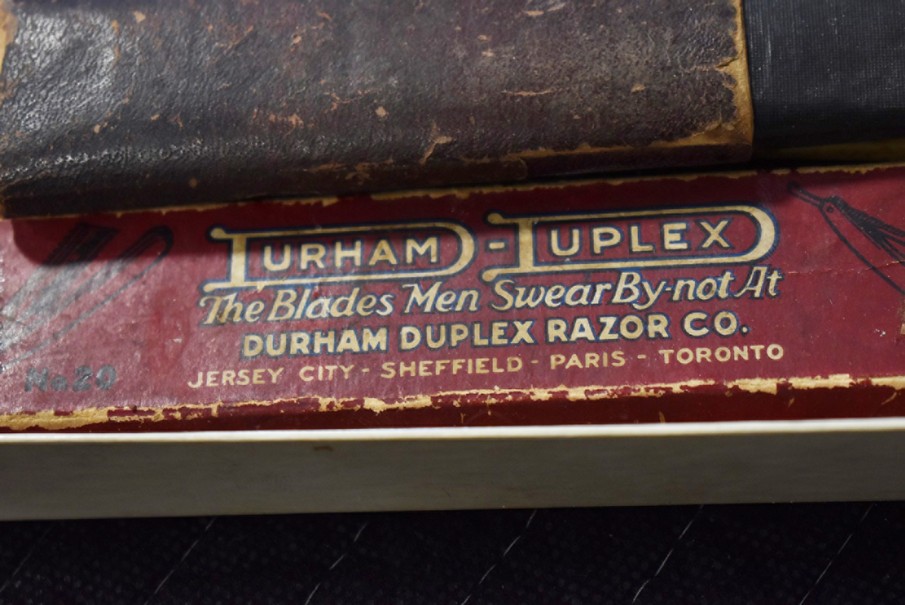 DURHAM-DUPLEX
The Blades Men Swear By-not At
DURHAM DUPLEX RAZOR CO.
No 20
JERSEY CITY - SHEFFIELD - PARIS - TORONTO